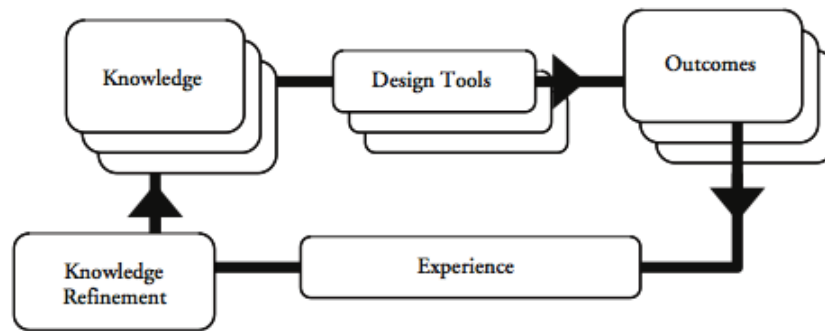 Knowledge
Design Tools
Outcomes
Knowledge
Refinement
Experience